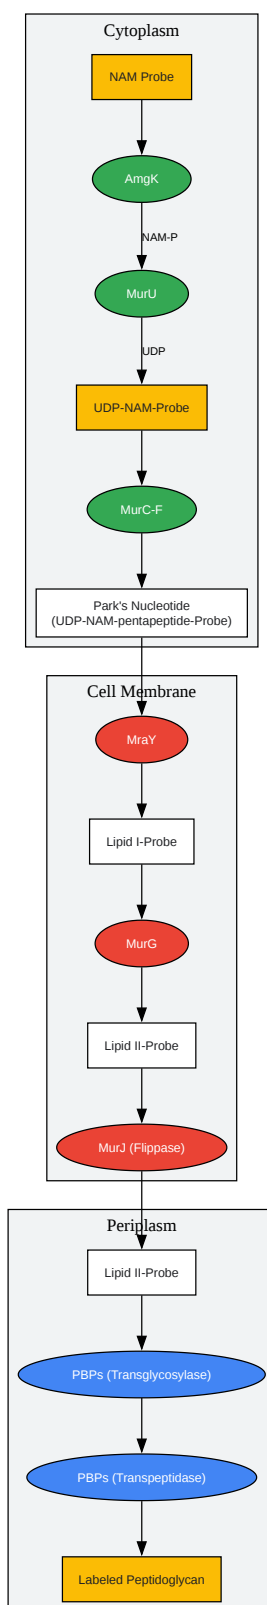 Cytoplasm
NAM Probe
AmgK
NAM-P
MurU
UDP
UDP-NAM-Probe
MurC-F
Park's Nucleotide
(UDP-NAM-pentapeptide-Probe)
Cell Membrane
MraY
Lipid I-Probe
MurG
Lipid II-Probe
MurJ (Flippase)
Periplasm
Lipid II-Probe
PBPs (Transglycosylase)
PBPs (Transpeptidase)
Labeled Peptidoglycan